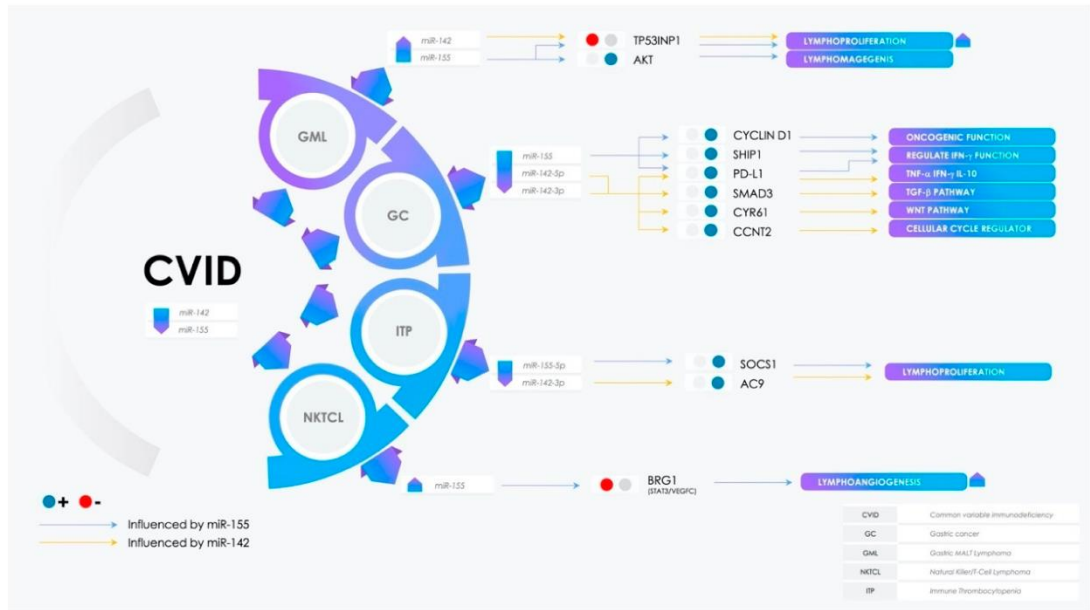 miR-142
miR-155
TP53INP1
AKT
LYMPHOPROLIFERATION
LYMPHOMAGEGENIS
GML
GC
ITP
NKTCL
CVID
miR-142
miR-155
miR-155
miR-142-5p
miR-142-3p
CYCLIN D1
SHIP1
PD-L1
SMAD3
CYR61
CCNT2
ONCOGENIC FUNCTION
REGULATE IFN-γ FUNCTION
TNF-α IFN-γ IL-10
TGF-β PATHWAY
WNT PATHWAY
CELLULAR CYCLE REGULATOR
miR-155-5p
miR-142-3p
SOCS1
AC9
LYMPHOPROLIFERATION
miR-155
BRG1
(STAT3/VEGFC)
LYMPHOANGIOGENESIS
+ -
Influenced by miR-155
Influenced by miR-142
CVID Common variable immunodeficiency
GC Gastric cancer
GML Gastric MALT Lymphoma
NKTCL Natural Killer/T-Cell Lymphoma
ITP Immune Thrombocytopenia